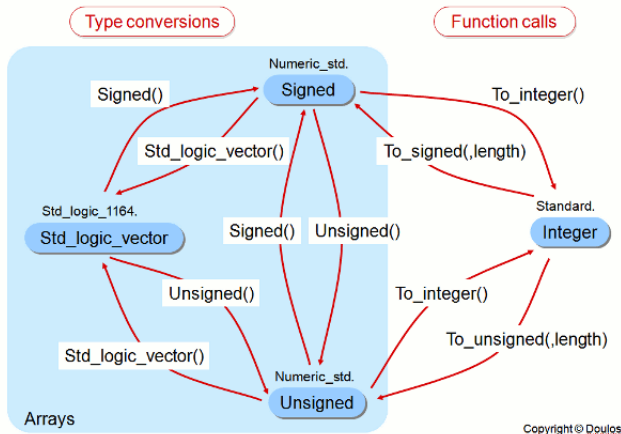 Type conversions
Function calls
Numeric_std.
Signed
Signed()
To_integer()
Std_logic_vector()
To_signed(,length)
Std_logic_1164.
Std_logic_vector
Signed()
Unsigned()
Standard.
Integer
Unsigned()
To_integer()
To_unsigned(,length)
Std_logic_vector()
Numeric_std.
Unsigned
Arrays
Copyright © Doulos